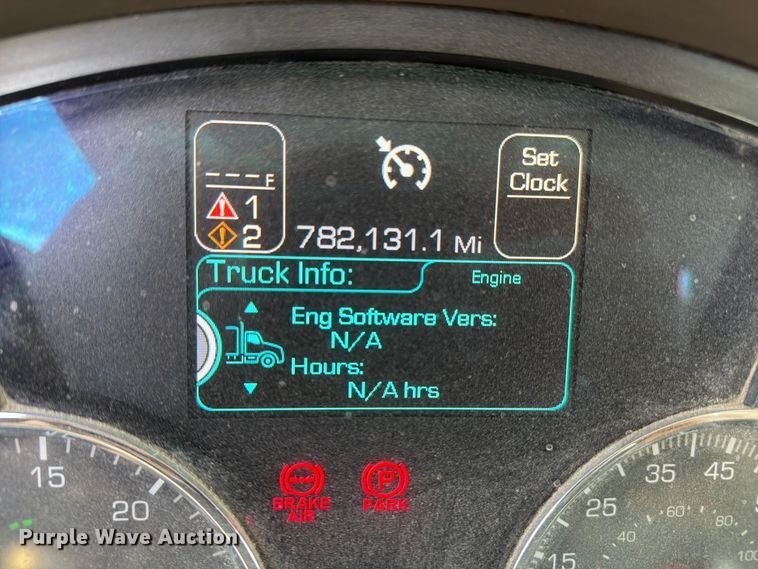 ---F
1
2
782,131.1 Mi
Set
Clock
Truck Info:
Engine
Eng Software Vers:
N/A
Hours:
N/A hrs
BRAKE
AIR
P
PARK
15
20
15
25
35
45
40
60
80
100
Purple Wave Auction